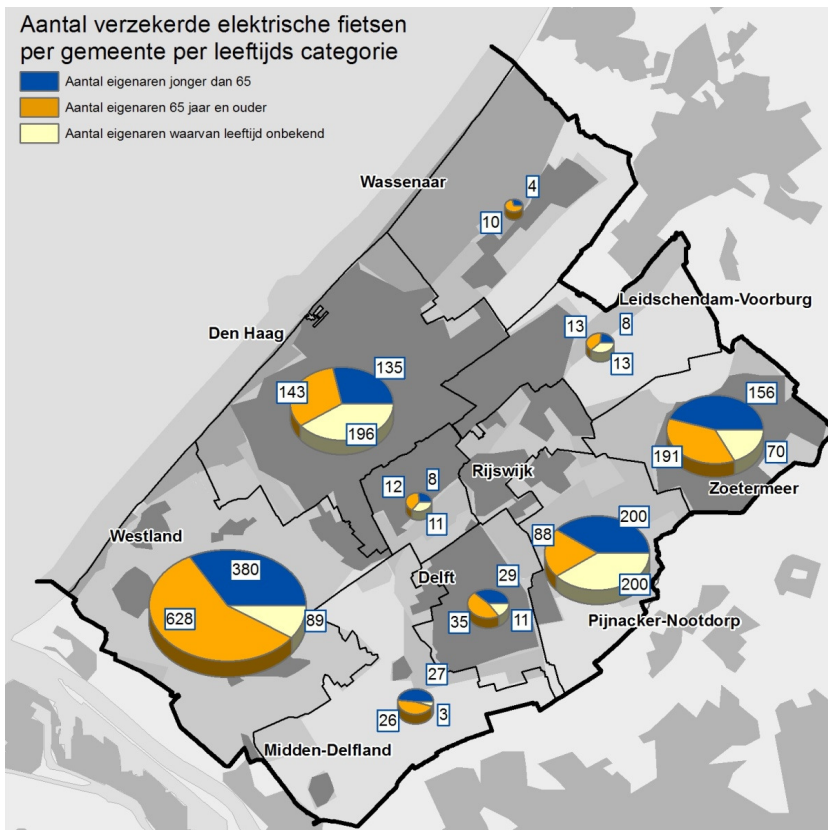 Aantal verzekerde elektrische fietsen
per gemeente per leeftijds categorie
Aantal eigenaren jonger dan 65
Aantal eigenaren 65 jaar en ouder
Aantal eigenaren waarvan leeftijd onbekend
Wassenaar
4
10
Leidschendam-Voorburg
13
8
13
Den Haag
135
143
196
156
191
70
Zoetermeer
Rijswijk
12
8
11
Westland
380
628
89
200
88
200
Pijnacker-Nootdorp
Delft
29
35
11
27
26
3
Midden-Delfland